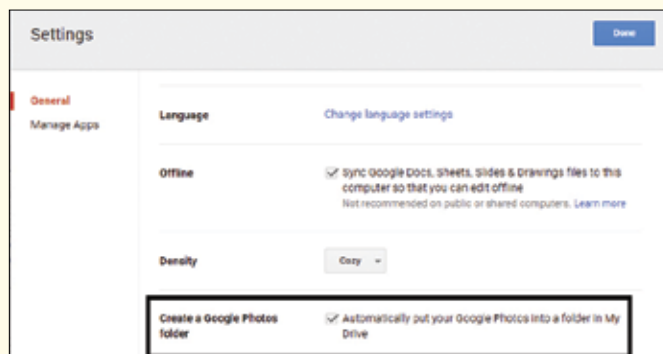 Settings
Done
General
Manage Apps
Language
Change language settings
Offline
Sync Google Docs, Sheets, Slides & Drawings files to this
computer so that you can edit offline
Not recommended on public or shared computers. Learn more
Density
Cozy
Create a Google Photos
folder
Automatically put your Google Photos into a folder in My
Drive